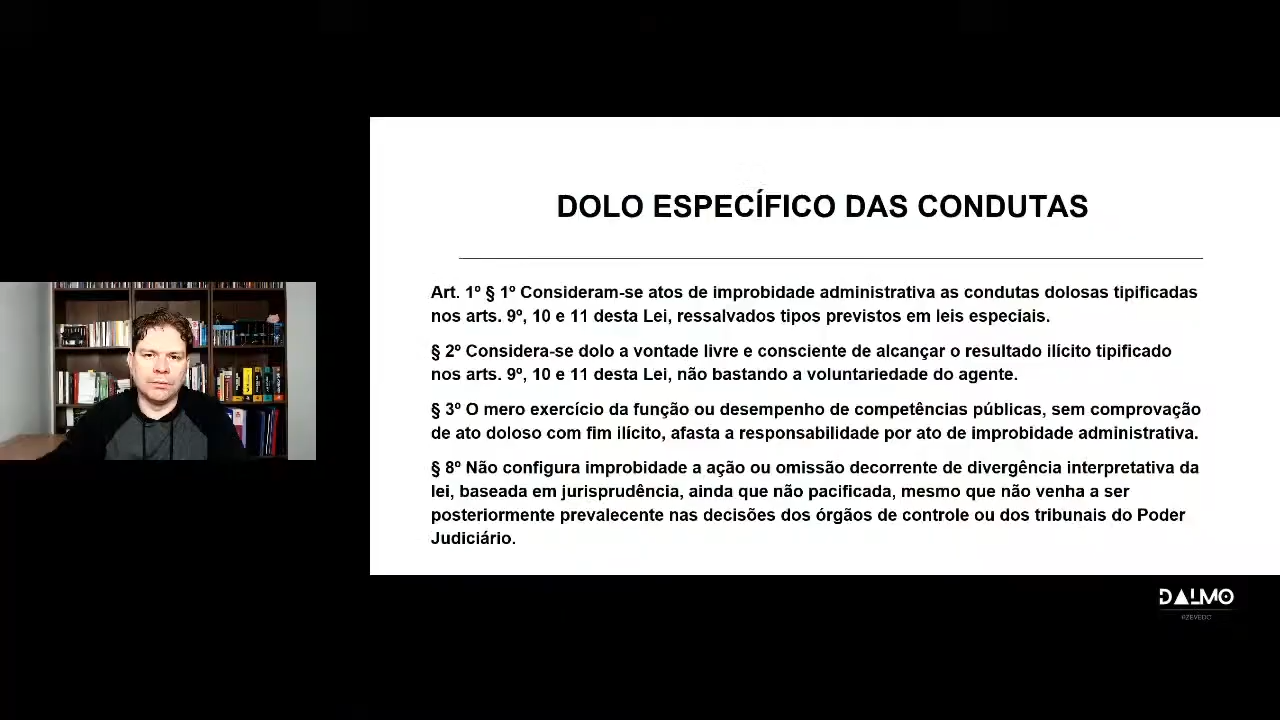 DOLO ESPECÍFICO DAS CONDUTAS
Art. 1º § 1º Consideram-se atos de improbidade administrativa as condutas dolosas tipificadas
nos arts. 9º, 10 e 11 desta Lei, ressalvados tipos previstos em leis especiais.
§ 2º Considera-se dolo a vontade livre e consciente de alcançar o resultado ilícito tipificado
nos arts. 9º, 10 e 11 desta Lei, não bastando a voluntariedade do agente.
§ 3º O mero exercício da função ou desempenho de competências públicas, sem comprovação
de ato doloso com fim ilícito, afasta a responsabilidade por ato de improbidade administrativa.
§ 8º Não configura improbidade a ação ou omissão decorrente de divergência interpretativa da
lei, baseada em jurisprudência, ainda que não pacificada, mesmo que não venha a ser
posteriormente prevalecente nas decisões dos órgãos de controle ou dos tribunais do Poder
Judiciário.
DALMO
AZEVEDO